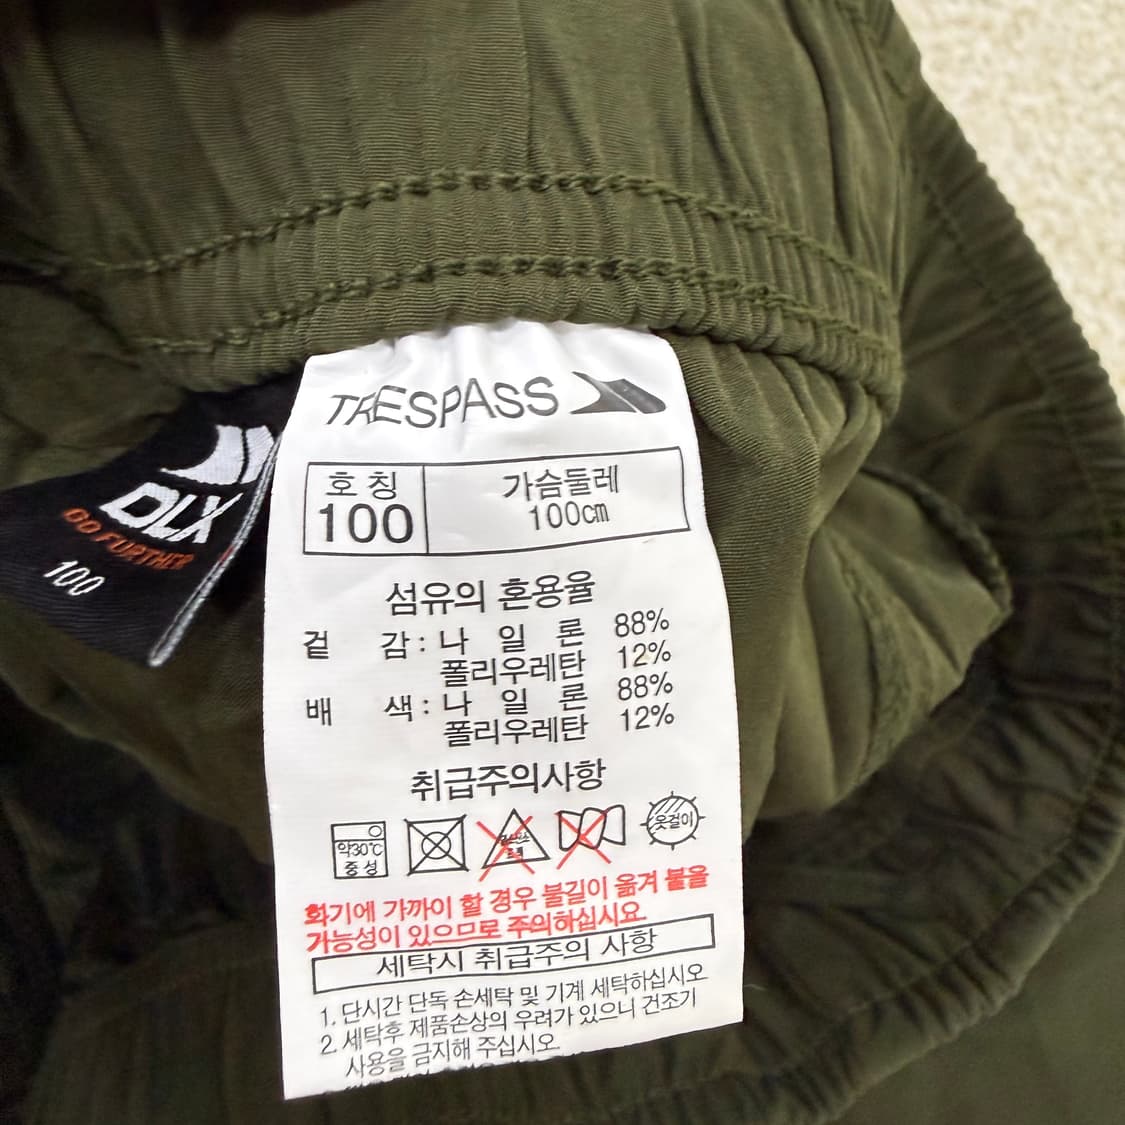 TRESPASS
호칭 가슴둘레
100 100cm
섬유의 혼용율
겉 감 : 나 일 론 88%
폴리우레탄 12%
배 색 : 나 일 론 88%
폴리우레탄 12%
취급주의사항
약30℃
중성
옷걸이
화기에 가까이 할 경우 불길이 옮겨 붙을
가능성이 있으므로 주의하십시요
세탁시 취급주의 사항
1. 단시간 단독 손세탁 및 기계 세탁하십시오
2. 세탁후 제품손상의 우려가 있으니 건조기
사용을 금지해 주십시오
DLX
GO FURTHER
100